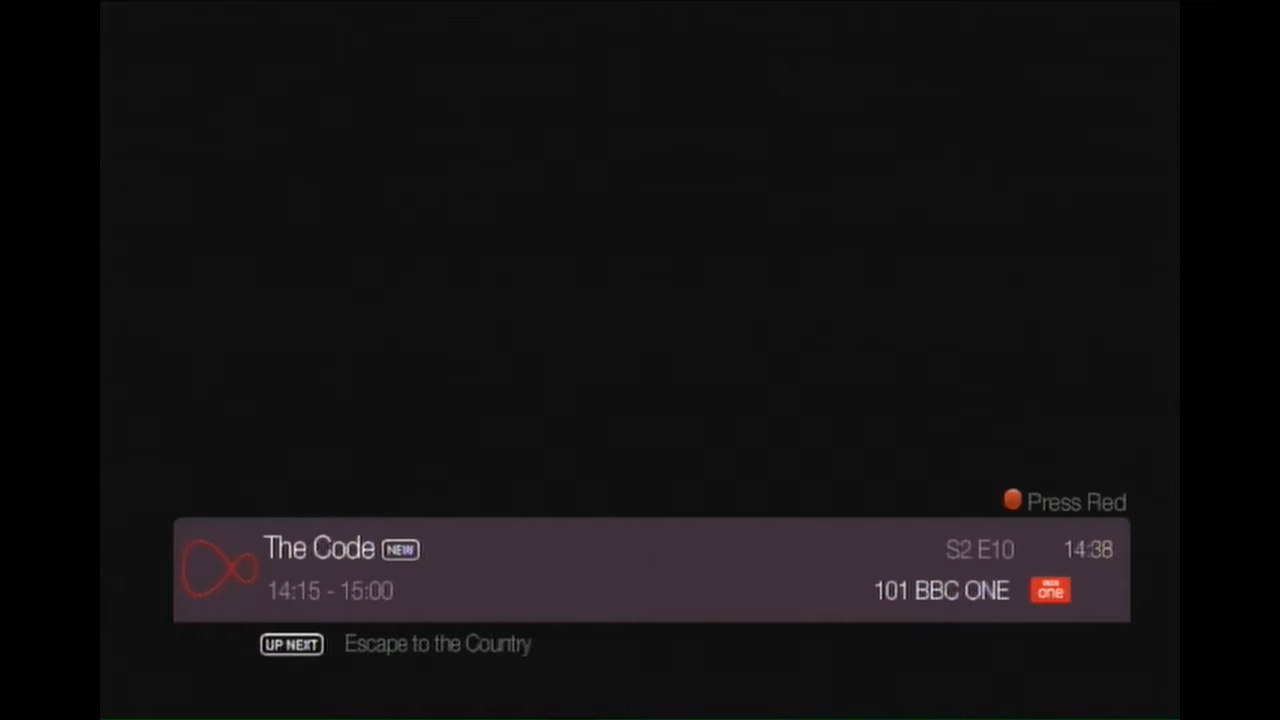 Press Red
The Code NEW S2 E10 14:38
14:15 - 15:00 101 BBC ONE BBC one
UP NEXT Escape to the Country